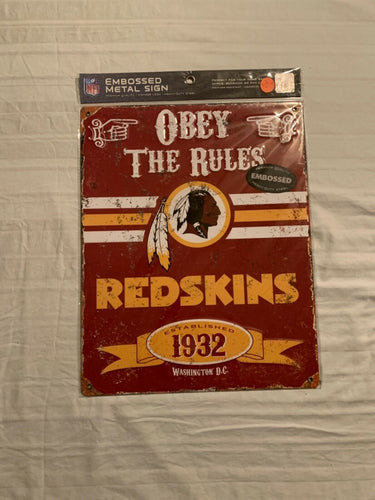 EMBOSSED
METAL SIGN
OBEY
THE RULES
EMBOSSED
REDSKINS
ESTABLISHED
1932
WASHINGTON D.C.